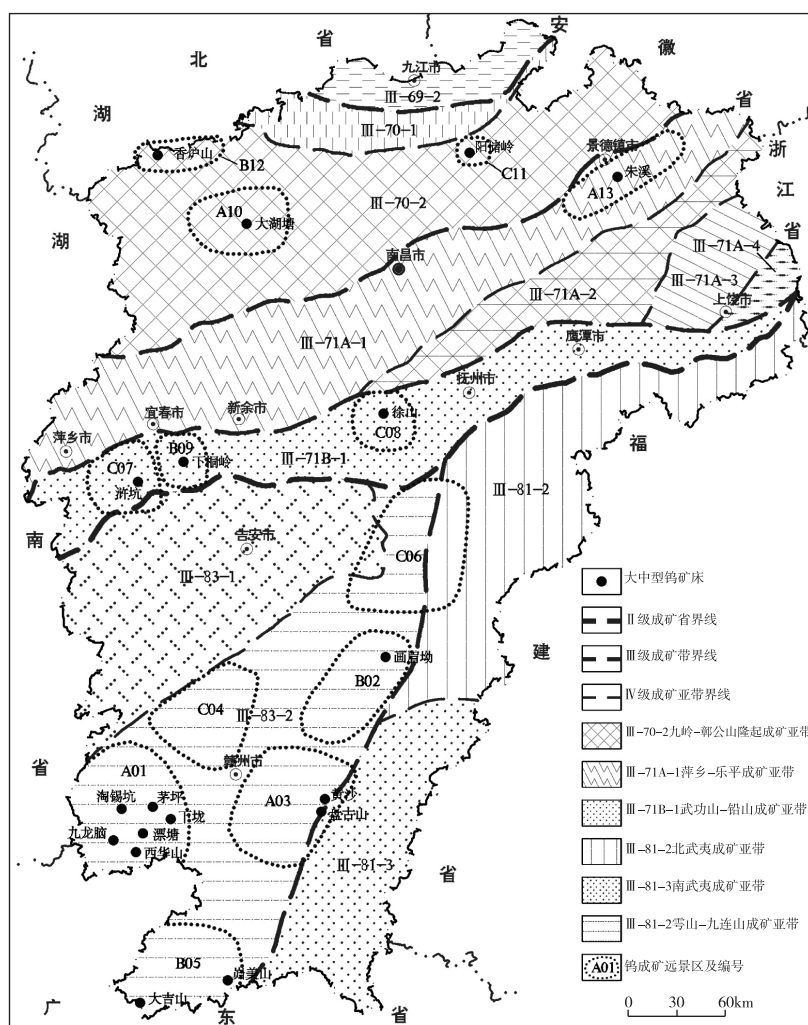 省
安
徽
省
北
湖
湖
九江市
Ⅲ-69-2
Ⅲ-70-1
浙
江
省
香炉山
B12
阳储岭
C11
景德镇市
朱溪
A13
A10
大湖塘
Ⅲ-70-2
南昌市
Ⅲ-71A-4
Ⅲ-71A-3
Ⅲ-71A-2
上饶市
Ⅲ-71A-1
鹰潭市
抚州市
新余市
宜春市
萍乡市
徐山
C08
福
B09
下桐岭
C07
浒坑
Ⅲ-71B-1
Ⅲ-81-2
南
吉安市
C06
Ⅲ-83-1
建
画眉坳
B02
C04
Ⅲ-83-2
赣州市
省
A01
A03
黄沙
盘古山
淘锡坑
茅坪
下垅
九龙脑
漂塘
西华山
Ⅲ-81-3
省
B05
岿美山
大吉山
广
东
省
大中型钨矿床
Ⅱ级成矿省界线
Ⅲ级成矿带界线
Ⅳ级成矿亚带界线
Ⅲ-70-2九岭-鄣公山隆起成矿亚带
Ⅲ-71A-1萍乡-乐平成矿亚带
Ⅲ-71B-1武功山-铅山成矿亚带
Ⅲ-81-2北武夷成矿亚带
Ⅲ-81-3南武夷成矿亚带
Ⅲ-81-2雩山-九连山成矿亚带
A01
钨成矿远景区及编号
0 30 60km